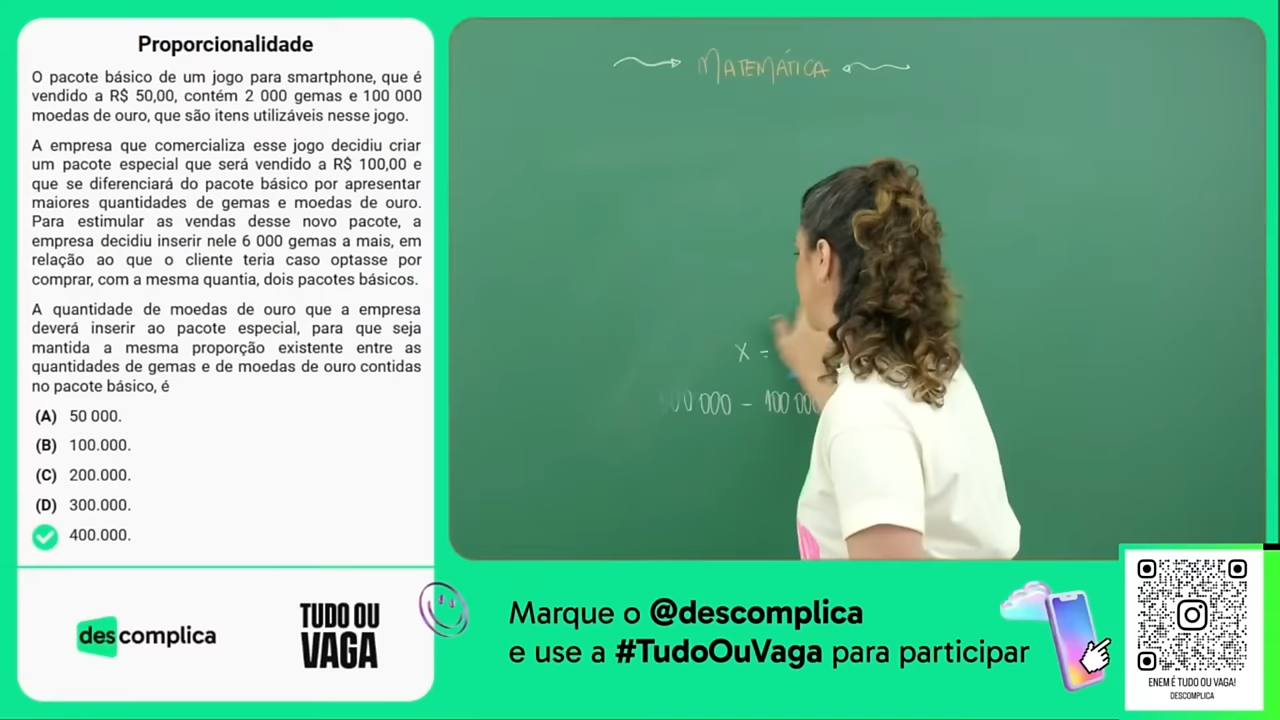 Proporcionalidade
O pacote básico de um jogo para smartphone, que é
vendido a R$ 50,00, contém 2 000 gemas e 100 000
moedas de ouro, que são itens utilizáveis nesse jogo.
A empresa que comercializa esse jogo decidiu criar
um pacote especial que será vendido a R$ 100,00 e
que se diferenciará do pacote básico por apresentar
maiores quantidades de gemas e moedas de ouro.
Para estimular as vendas desse novo pacote, a
empresa decidiu inserir nele 6 000 gemas a mais, em
relação ao que o cliente teria caso optasse por
comprar, com a mesma quantia, dois pacotes básicos.
A quantidade de moedas de ouro que a empresa
deverá inserir ao pacote especial, para que seja
mantida a mesma proporção existente entre as
quantidades de gemas e de moedas de ouro contidas
no pacote básico, é
(A) 50 000.
(B) 100.000.
(C) 200.000.
(D) 300.000.
400.000.
MATEMÁTICA
X =
00 000 - 100 000
descomplica
TUDO OU
VAGA
Marque o @descomplica
e use a #TudoOuVaga para participar
ENEM É TUDO OU VAGA!
DESCOMPLICA